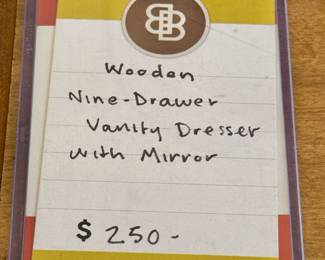 Wooden
Nine-Drawer
Vanity Dresser
with Mirror
$ 250-